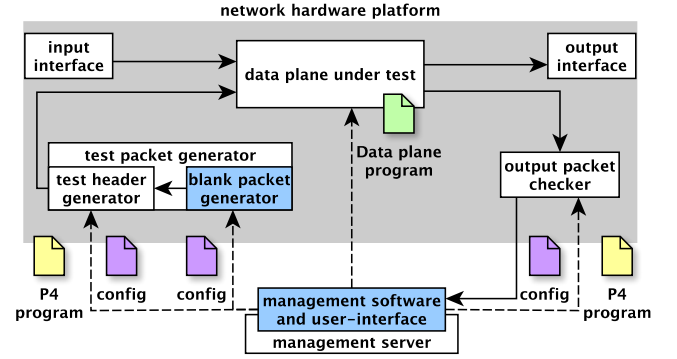 network hardware platform
input
interface
data plane under test
output
interface
Data plane
program
test packet generator
test header
generator
blank packet
generator
output packet
checker
P4
program
config
config
config
P4
program
management software
and user-interface
management server